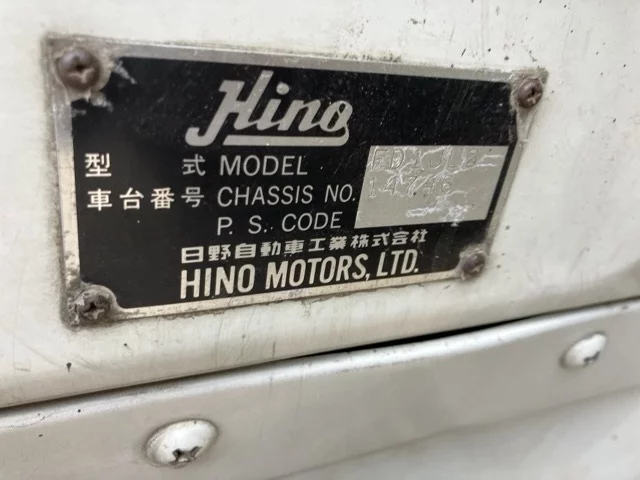 Hino
型 式 MODEL
車台番号 CHASSIS NO.
P. S. CODE
日野自動車工業株式会社
HINO MOTORS, LTD.